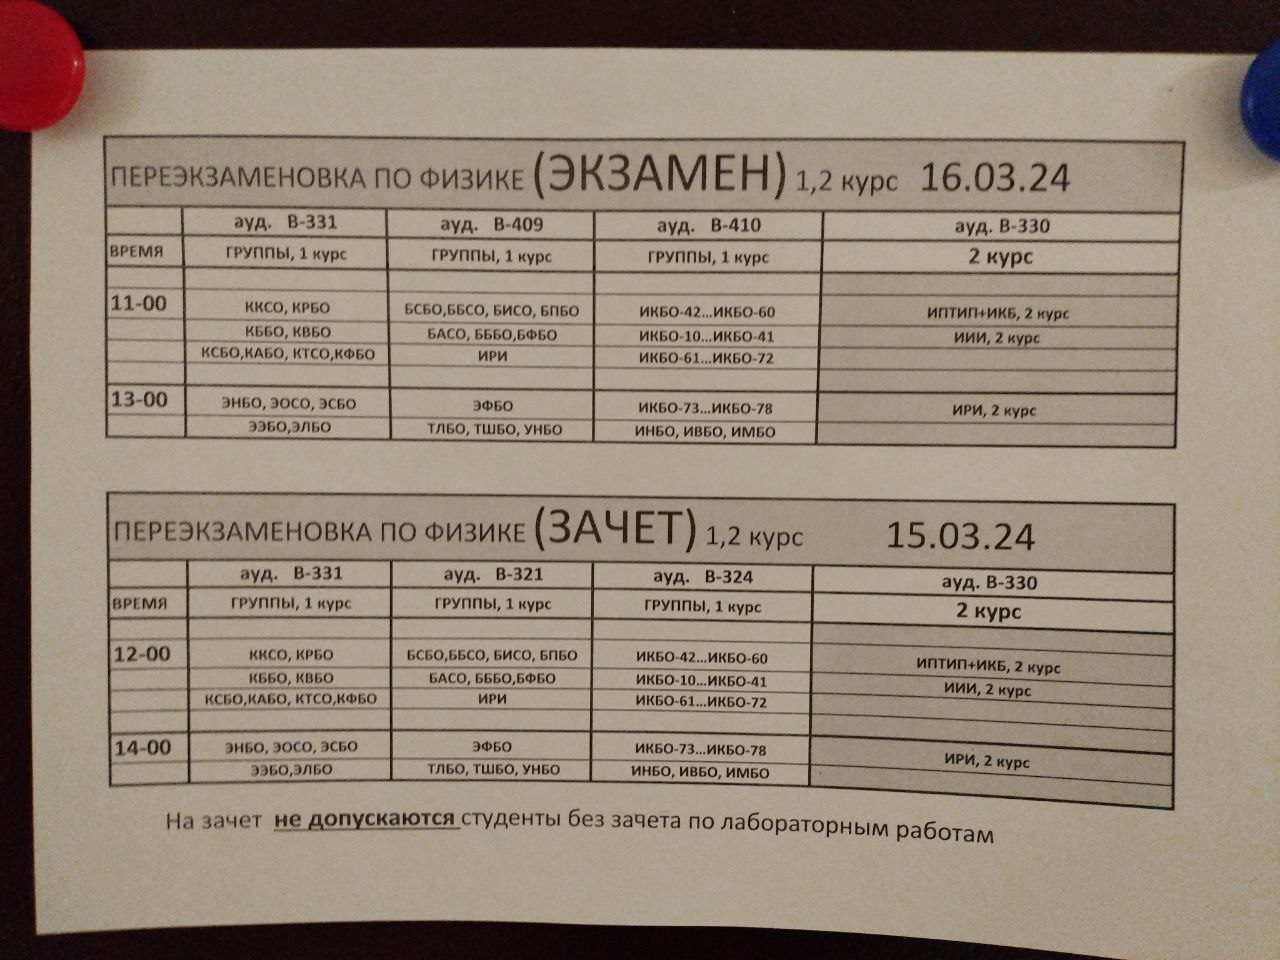 ПЕРЕЭКЗАМЕНОВКА ПО ФИЗИКЕ (ЭКЗАМЕН) 1,2 курс 16.03.24
ауд. В-331 ауд. В-409 ауд. В-410 ауд. В-330
ВРЕМЯ ГРУППЫ, 1 курс ГРУППЫ, 1 курс ГРУППЫ, 1 курс 2 курс
11-00 ККСО, КРБО БСБО,ББСО, БИСО, БПБО ИКБО-42...ИКБО-60 ИПТИП+ИКБ, 2 курс
КББО, КВБО БАСО, БББО,БФБО ИКБО-10...ИКБО-41 ИИИ, 2 курс
КСБО,КАБО, КТСО,КФБО ИРИ ИКБО-61...ИКБО-72
13-00 ЭНБО, ЭОСО, ЭСБО ЭФБО ИКБО-73...ИКБО-78 ИРИ, 2 курс
ЭЭБО,ЭЛБО ТЛБО, ТШБО, УНБО ИНБО, ИВБО, ИМБО
ПЕРЕЭКЗАМЕНОВКА ПО ФИЗИКЕ (ЗАЧЕТ) 1,2 курс 15.03.24
ауд. В-331 ауд. В-321 ауд. В-324 ауд. В-330
ВРЕМЯ ГРУППЫ, 1 курс ГРУППЫ, 1 курс ГРУППЫ, 1 курс 2 курс
12-00 ККСО, КРБО БСБО,ББСО, БИСО, БПБО ИКБО-42...ИКБО-60 ИПТИП+ИКБ, 2 курс
КББО, КВБО БАСО, БББО,БФБО ИКБО-10...ИКБО-41 ИИИ, 2 курс
КСБО,КАБО, КТСО,КФБО ИРИ ИКБО-61...ИКБО-72
14-00 ЭНБО, ЭОСО, ЭСБО ЭФБО ИКБО-73...ИКБО-78 ИРИ, 2 курс
ЭЭБО,ЭЛБО ТЛБО, ТШБО, УНБО ИНБО, ИВБО, ИМБО
На зачет не допускаются студенты без зачета по лабораторным работам